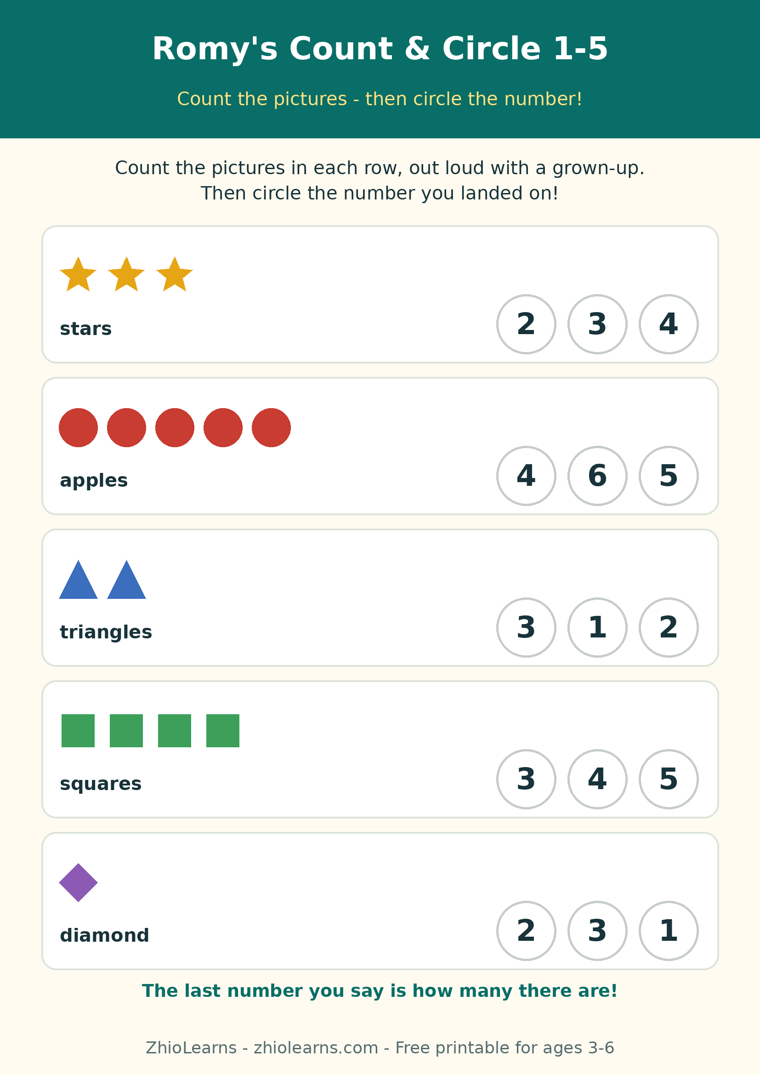 Romy's Count & Circle 1-5
Count the pictures - then circle the number!
Count the pictures in each row, out loud with a grown-up.
Then circle the number you landed on!
stars
2 3 4
apples
4 6 5
triangles
3 1 2
squares
3 4 5
diamond
2 3 1
The last number you say is how many there are!
ZhioLearns - zhiolearns.com - Free printable for ages 3-6